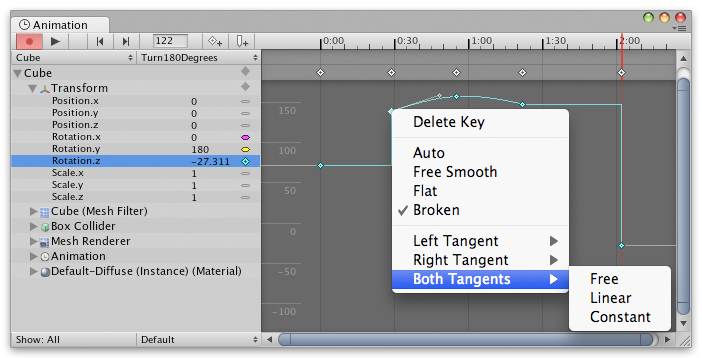 Animation
122
0:00 0:30 1:00 1:30 2:00
Cube Turn180Degrees
Cube
Transform
Position.x 0
Position.y 0
Position.z 0
Rotation.x 0
Rotation.y 180
Rotation.z -27.311
Scale.x 1
Scale.y 1
Scale.z 1
Cube (Mesh Filter)
Box Collider
Mesh Renderer
Animation
Default-Diffuse (Instance) (Material)
Show: All Default
150
100
50
0
-50
-100
Delete Key
Auto
Free Smooth
Flat
Broken
Left Tangent
Right Tangent
Both Tangents
Free
Linear
Constant